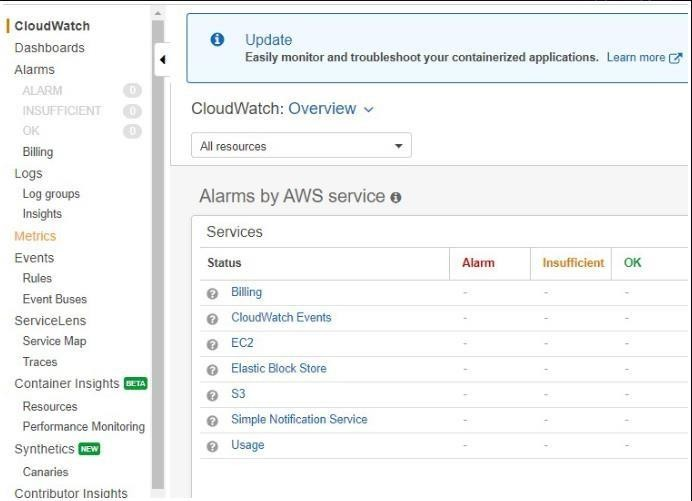 CloudWatch
Dashboards
Alarms
ALARM 0
INSUFFICIENT 0
OK 0
Billing
Logs
Log groups
Insights
Metrics
Events
Rules
Event Buses
ServiceLens
Service Map
Traces
Container Insights BETA
Resources
Performance Monitoring
Synthetics NEW
Canaries
Contributor Insights
Update
Easily monitor and troubleshoot your containerized applications. Learn more
CloudWatch: Overview
All resources
Alarms by AWS service
Services
Status Alarm Insufficient OK
Billing - - -
CloudWatch Events - - -
EC2 - - -
Elastic Block Store - - -
S3 - - -
Simple Notification Service - - -
Usage - - -